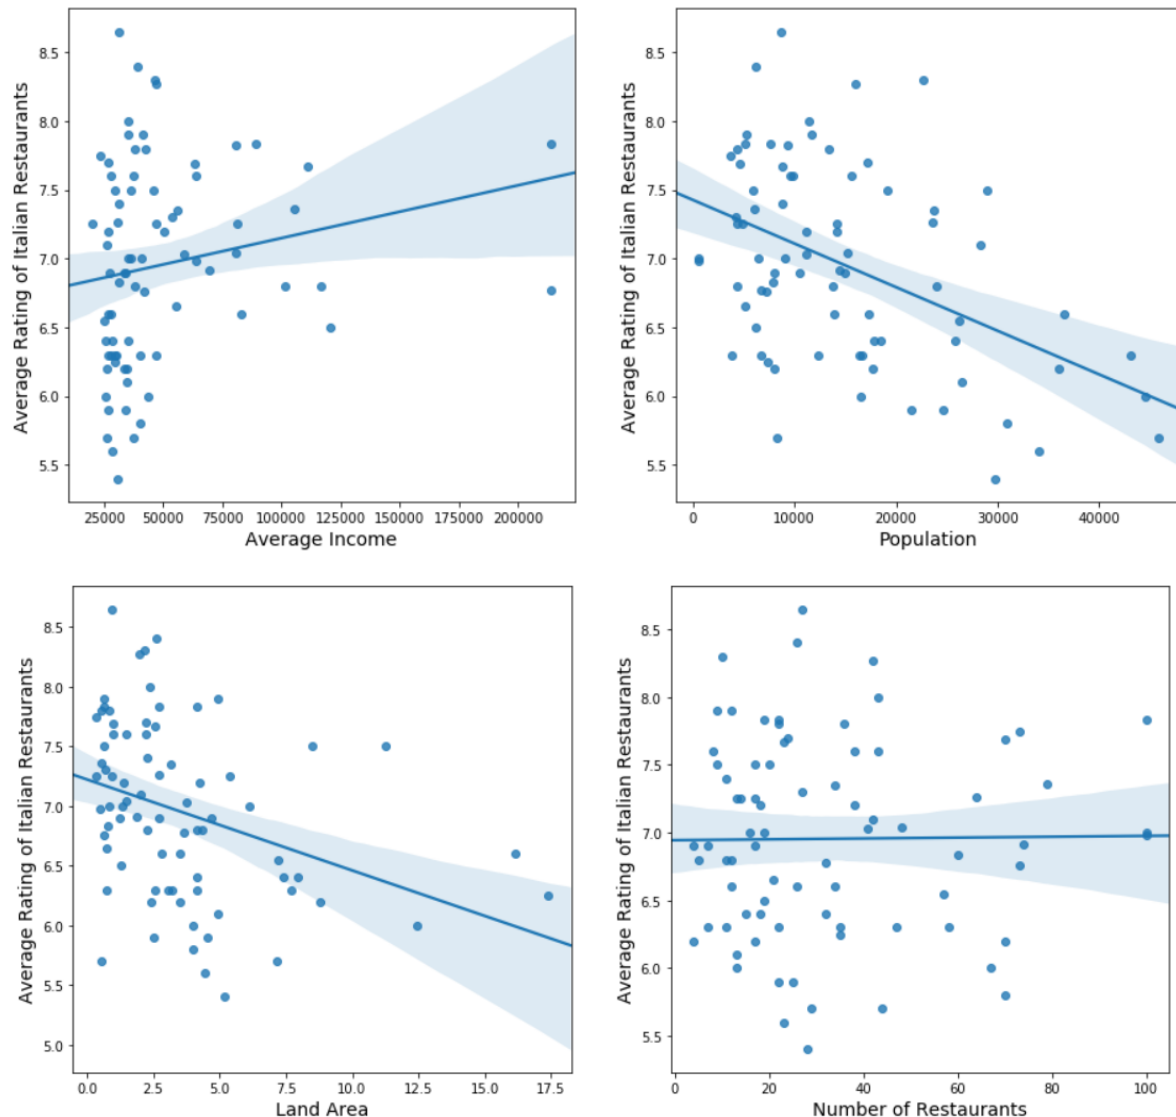 8.5
8.0
7.5
7.0
6.5
6.0
5.5
Average Rating of Italian Restaurants
25000 50000 75000 100000 125000 150000 175000 200000
Average Income
8.5
8.0
7.5
7.0
6.5
6.0
5.5
Average Rating of Italian Restaurants
0 10000 20000 30000 40000
Population
8.5
8.0
7.5
7.0
6.5
6.0
5.5
5.0
Average Rating of Italian Restaurants
0.0 2.5 5.0 7.5 10.0 12.5 15.0 17.5
Land Area
8.5
8.0
7.5
7.0
6.5
6.0
5.5
Average Rating of Italian Restaurants
0 20 40 60 80 100
Number of Restaurants